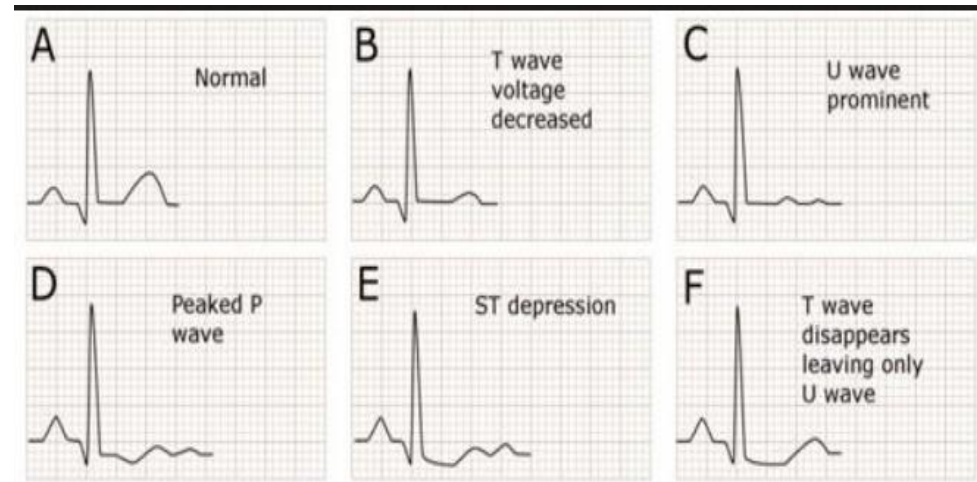 A
Normal
B
T wave
voltage
decreased
C
U wave
prominent
D
Peaked P
wave
E
ST depression
F
T wave
disappears
leaving only
U wave